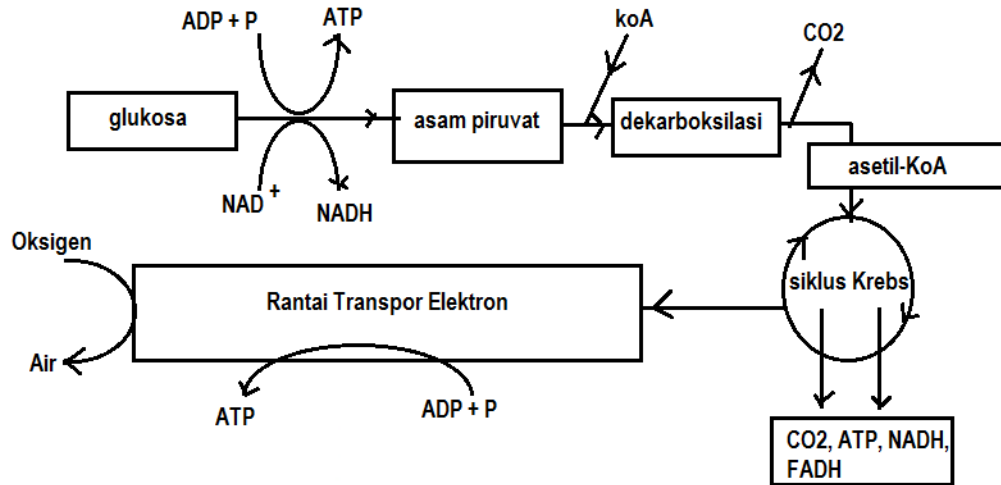 ADP + P
ATP
koA
CO2
glukosa
asam piruvat
dekarboksilasi
asetil-KoA
NAD +
NADH
Oksigen
Rantai Transpor Elektron
siklus Krebs
Air
ATP
ADP + P
CO2, ATP, NADH,
FADH